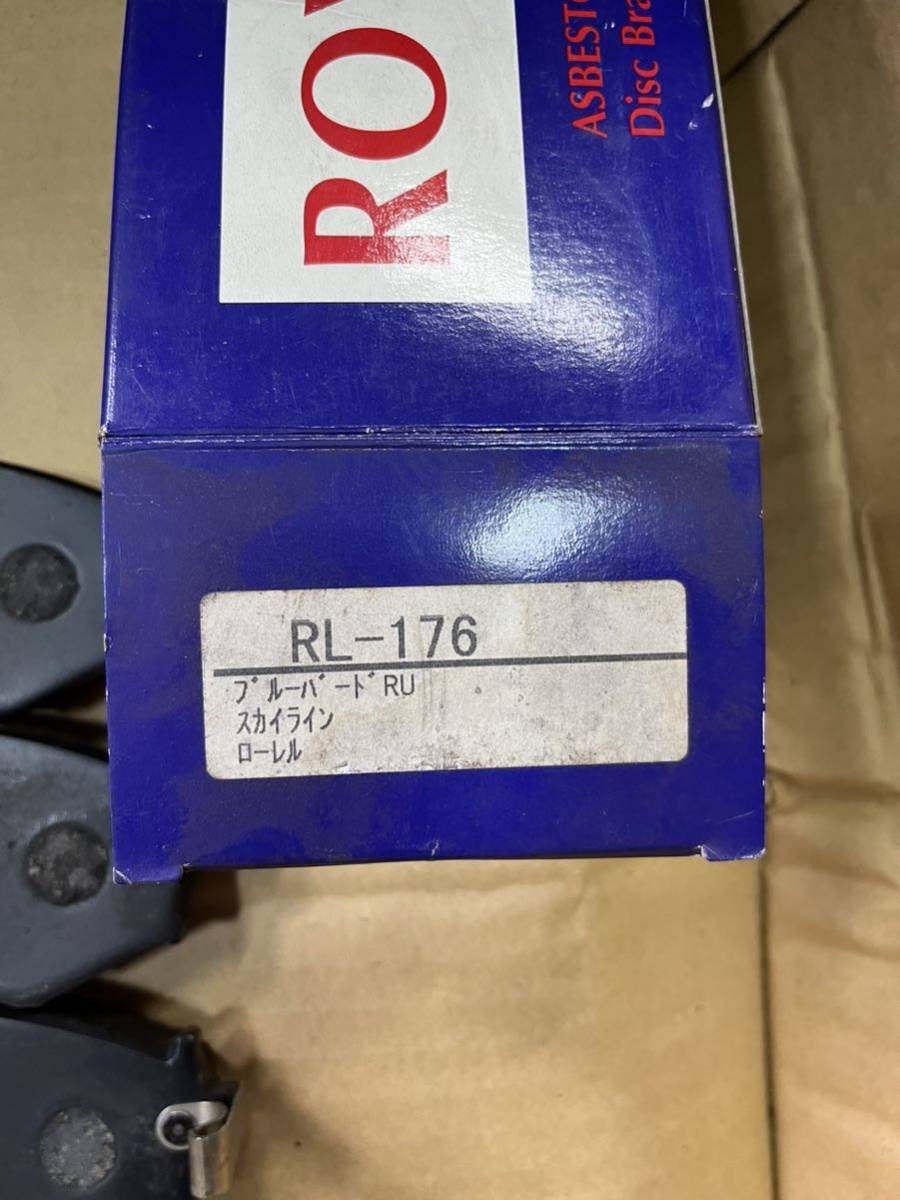 RO
ASBESTO
Disc Bra
RL-176
ブルーバードRU
スカイライン
ローレル